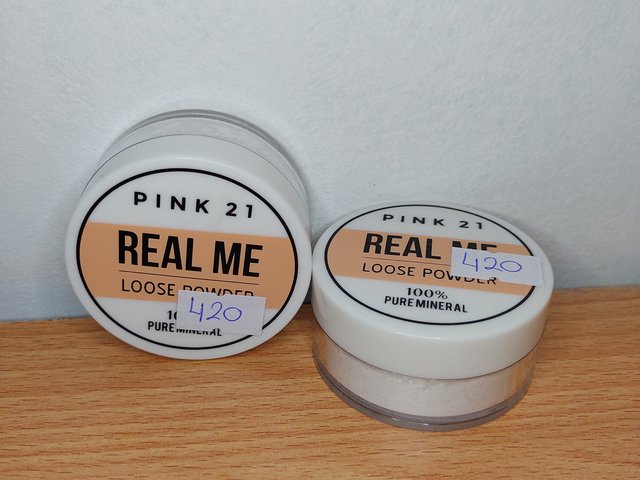 PINK 21
REAL ME
LOOSE POWDER
420
PURE MINERAL
PINK 21
REAL ME
420
LOOSE POWDER
100%
PURE MINERAL